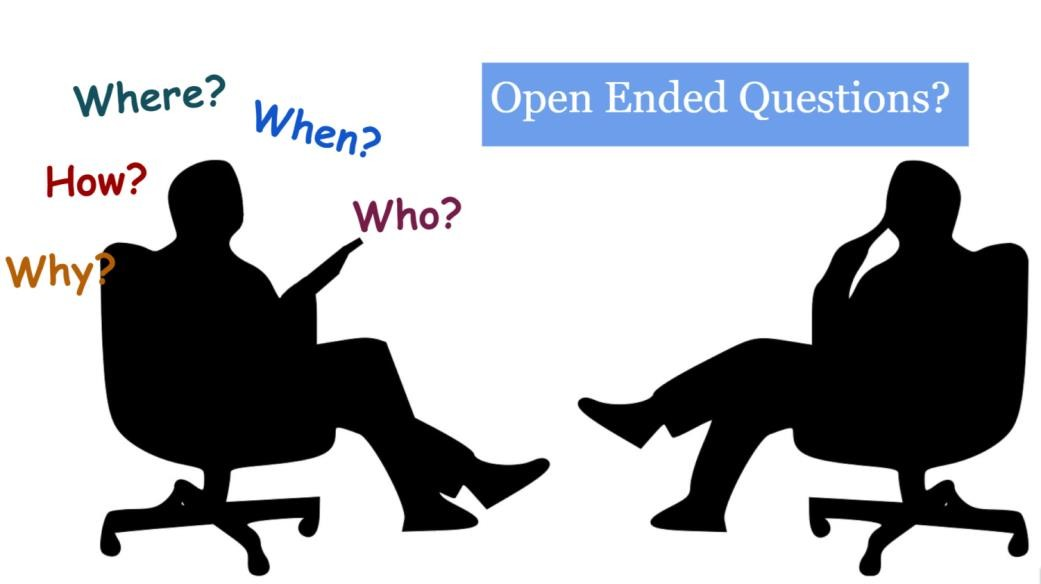 Where?
When?
How?
Who?
Why?
Open Ended Questions?